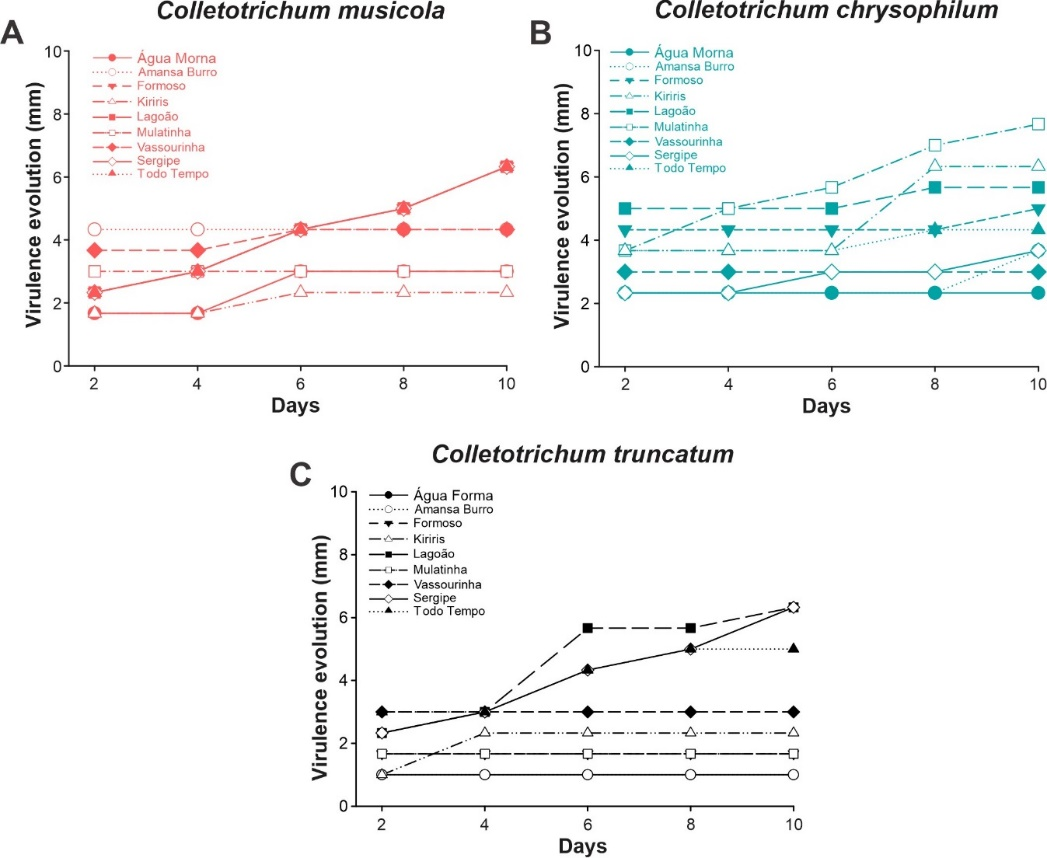 Colletotrichum musicola
A
Virulence evolution (mm)
10
8
6
4
2
0
Água Morna
Amansa Burro
Formoso
Kiriris
Lagoão
Mulatinha
Vassourinha
Sergipe
Todo Tempo
2 4 6 8 10
Days
Colletotrichum chrysophilum
B
Virulence evolution (mm)
10
8
6
4
2
0
Água Morna
Amansa Burro
Formoso
Kiriris
Lagoão
Mulatinha
Vassourinha
Sergipe
Todo Tempo
2 4 6 8 10
Days
Colletotrichum truncatum
C
Virulence evolution (mm)
10
8
6
4
2
0
Água Forma
Amansa Burro
Formoso
Kiriris
Lagoão
Mulatinha
Vassourinha
Sergipe
Todo Tempo
2 4 6 8 10
Days